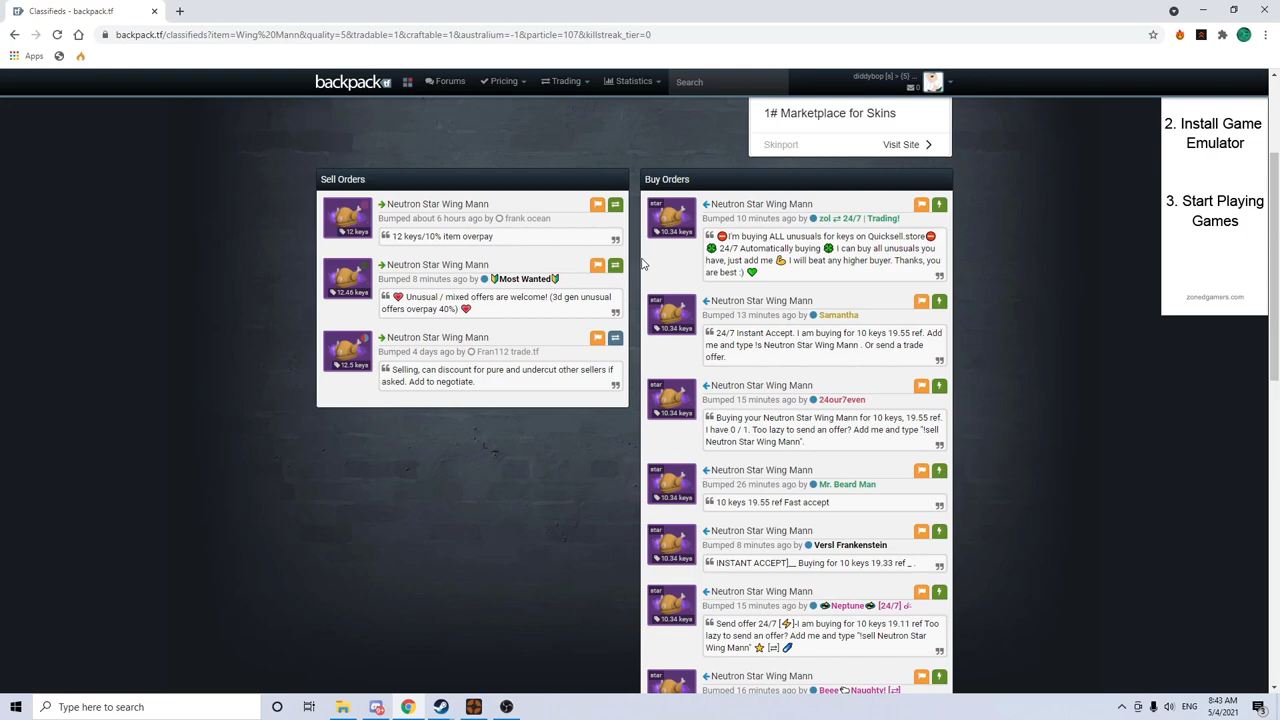 Classifieds - backpack.tf
backpack.tf/classifieds?item=Wing%20Mann&quality=5&tradable=1&craftable=1&australium=-1&particle=107&killstreak_tier=0
Apps
backpack.tf Forums Pricing Trading Statistics Search diddybop [s] > {5} ...
0
1# Marketplace for Skins
Skinport Visit Site
2. Install Game
Emulator
3. Start Playing
Games
zonedgamers.com
Sell Orders
Neutron Star Wing Mann
Bumped about 6 hours ago by frank ocean
12 keys
12 keys/10% item overpay
Neutron Star Wing Mann
Bumped 8 minutes ago by Most Wanted
12.46 keys
Unusual / mixed offers are welcome! (3d gen unusual
offers overpay 40%)
Neutron Star Wing Mann
Bumped 4 days ago by Fran112 trade.tf
12.5 keys
Selling, can discount for pure and undercut other sellers if
asked. Add to negotiate.
Buy Orders
star
Neutron Star Wing Mann
Bumped 10 minutes ago by zol ⇄ 24/7 | Trading!
10.34 keys
⛔I'm buying ALL unusuals for keys on Quicksell.store⛔
🍀 24/7 Automatically buying 🍀 I can buy all unusuals you
have, just add me 💪 I will beat any higher buyer. Thanks, you
are best :) 💚
star
Neutron Star Wing Mann
Bumped 13 minutes ago by Samantha
10.34 keys
24/7 Instant Accept. I am buying for 10 keys 19.55 ref. Add
me and type !s Neutron Star Wing Mann . Or send a trade
offer.
star
Neutron Star Wing Mann
Bumped 15 minutes ago by 24our7even
10.34 keys
Buying your Neutron Star Wing Mann for 10 keys, 19.55 ref.
I have 0 / 1. Too lazy to send an offer? Add me and type "!sell
Neutron Star Wing Mann".
star
Neutron Star Wing Mann
Bumped 26 minutes ago by Mr. Beard Man
10.34 keys
10 keys 19.55 ref Fast accept
star
Neutron Star Wing Mann
Bumped 8 minutes ago by Versl Frankenstein
10.34 keys
INSTANT ACCEPT]__ Buying for 10 keys 19.33 ref _ .
star
Neutron Star Wing Mann
Bumped 15 minutes ago by Neptune [24/7]
10.34 keys
Send offer 24/7 [⚡]-I am buying for 10 keys 19.11 ref Too
lazy to send an offer? Add me and type "!sell Neutron Star
Wing Mann" ⭐ [⇄]
star
Neutron Star Wing Mann
Bumped 16 minutes ago by Beee Naughty! [⇄]
Type here to search
ENG
8:43 AM
5/4/2021
3